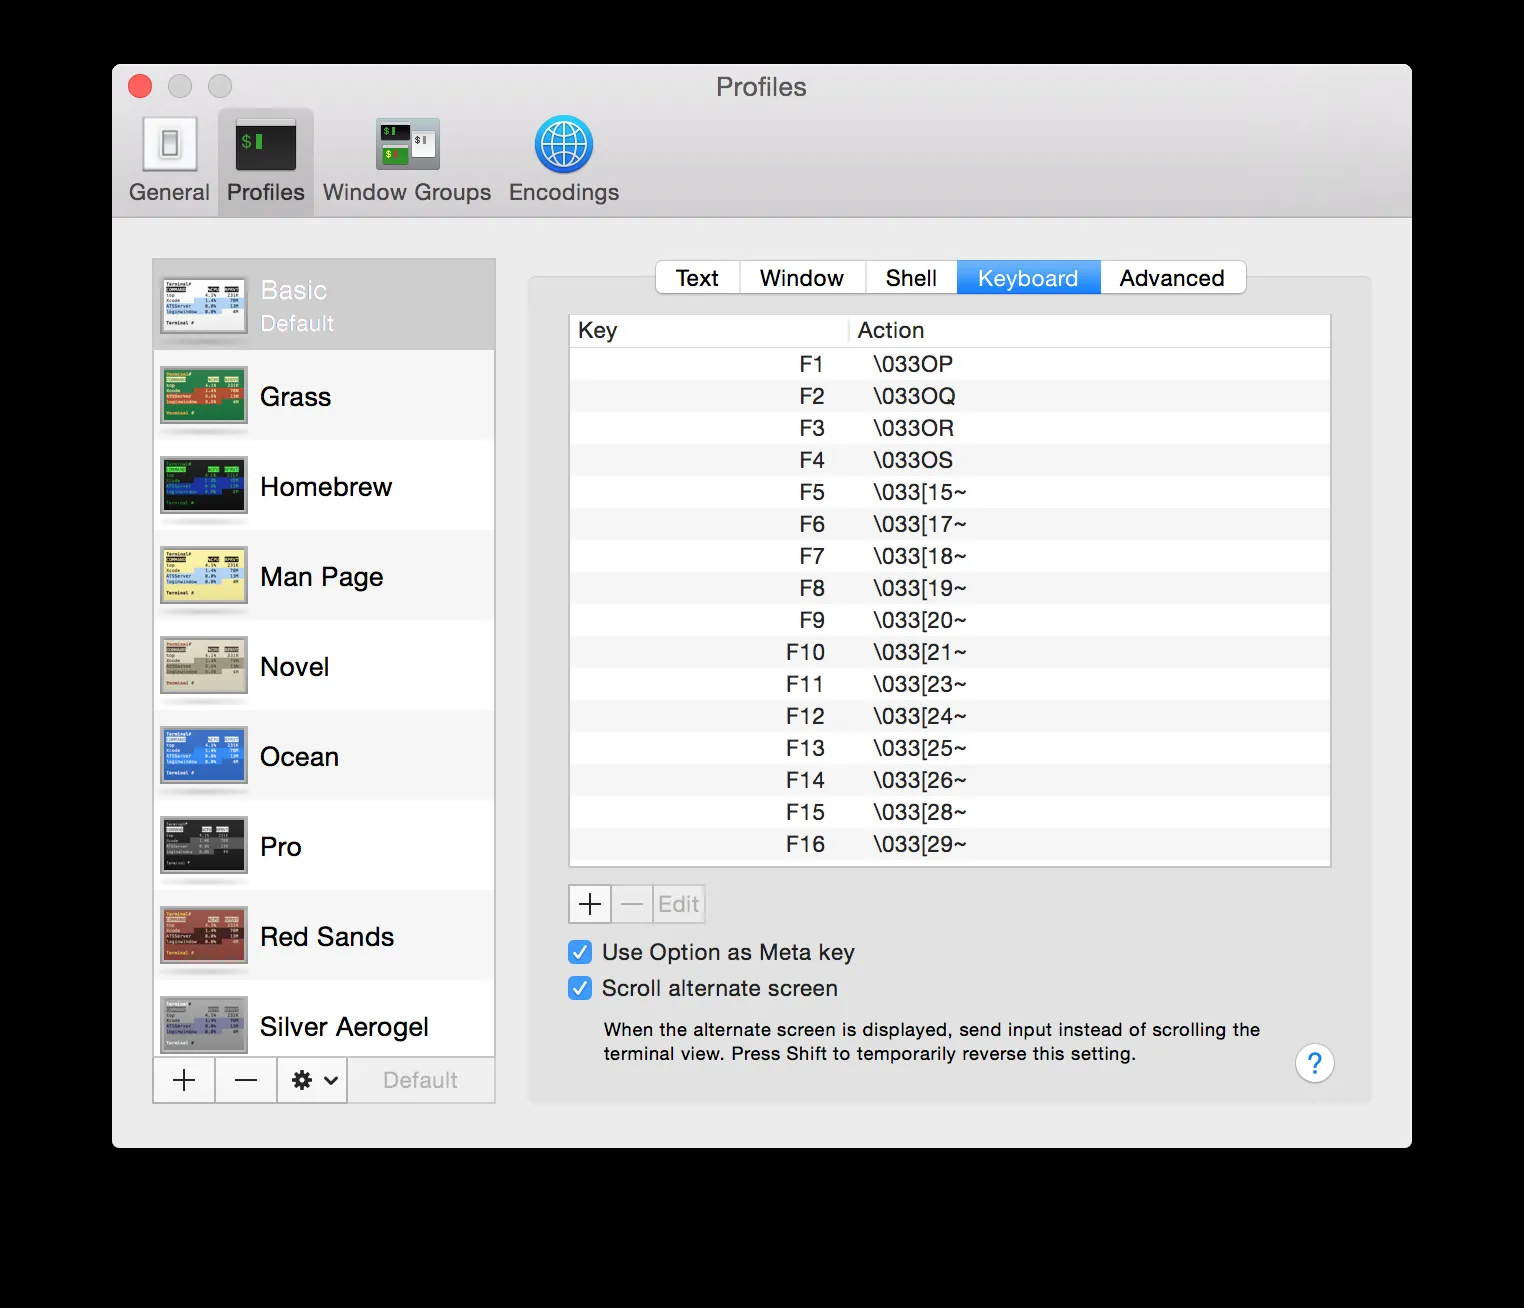 Profiles
General
Profiles
Window Groups
Encodings
Basic
Default
Grass
Homebrew
Man Page
Novel
Ocean
Pro
Red Sands
Silver Aerogel
Default
Text
Window
Shell
Keyboard
Advanced
Key Action
F1 \033OP
F2 \033OQ
F3 \033OR
F4 \033OS
F5 \033[15~
F6 \033[17~
F7 \033[18~
F8 \033[19~
F9 \033[20~
F10 \033[21~
F11 \033[23~
F12 \033[24~
F13 \033[25~
F14 \033[26~
F15 \033[28~
F16 \033[29~
Edit
Use Option as Meta key
Scroll alternate screen
When the alternate screen is displayed, send input instead of scrolling the
terminal view. Press Shift to temporarily reverse this setting.
?